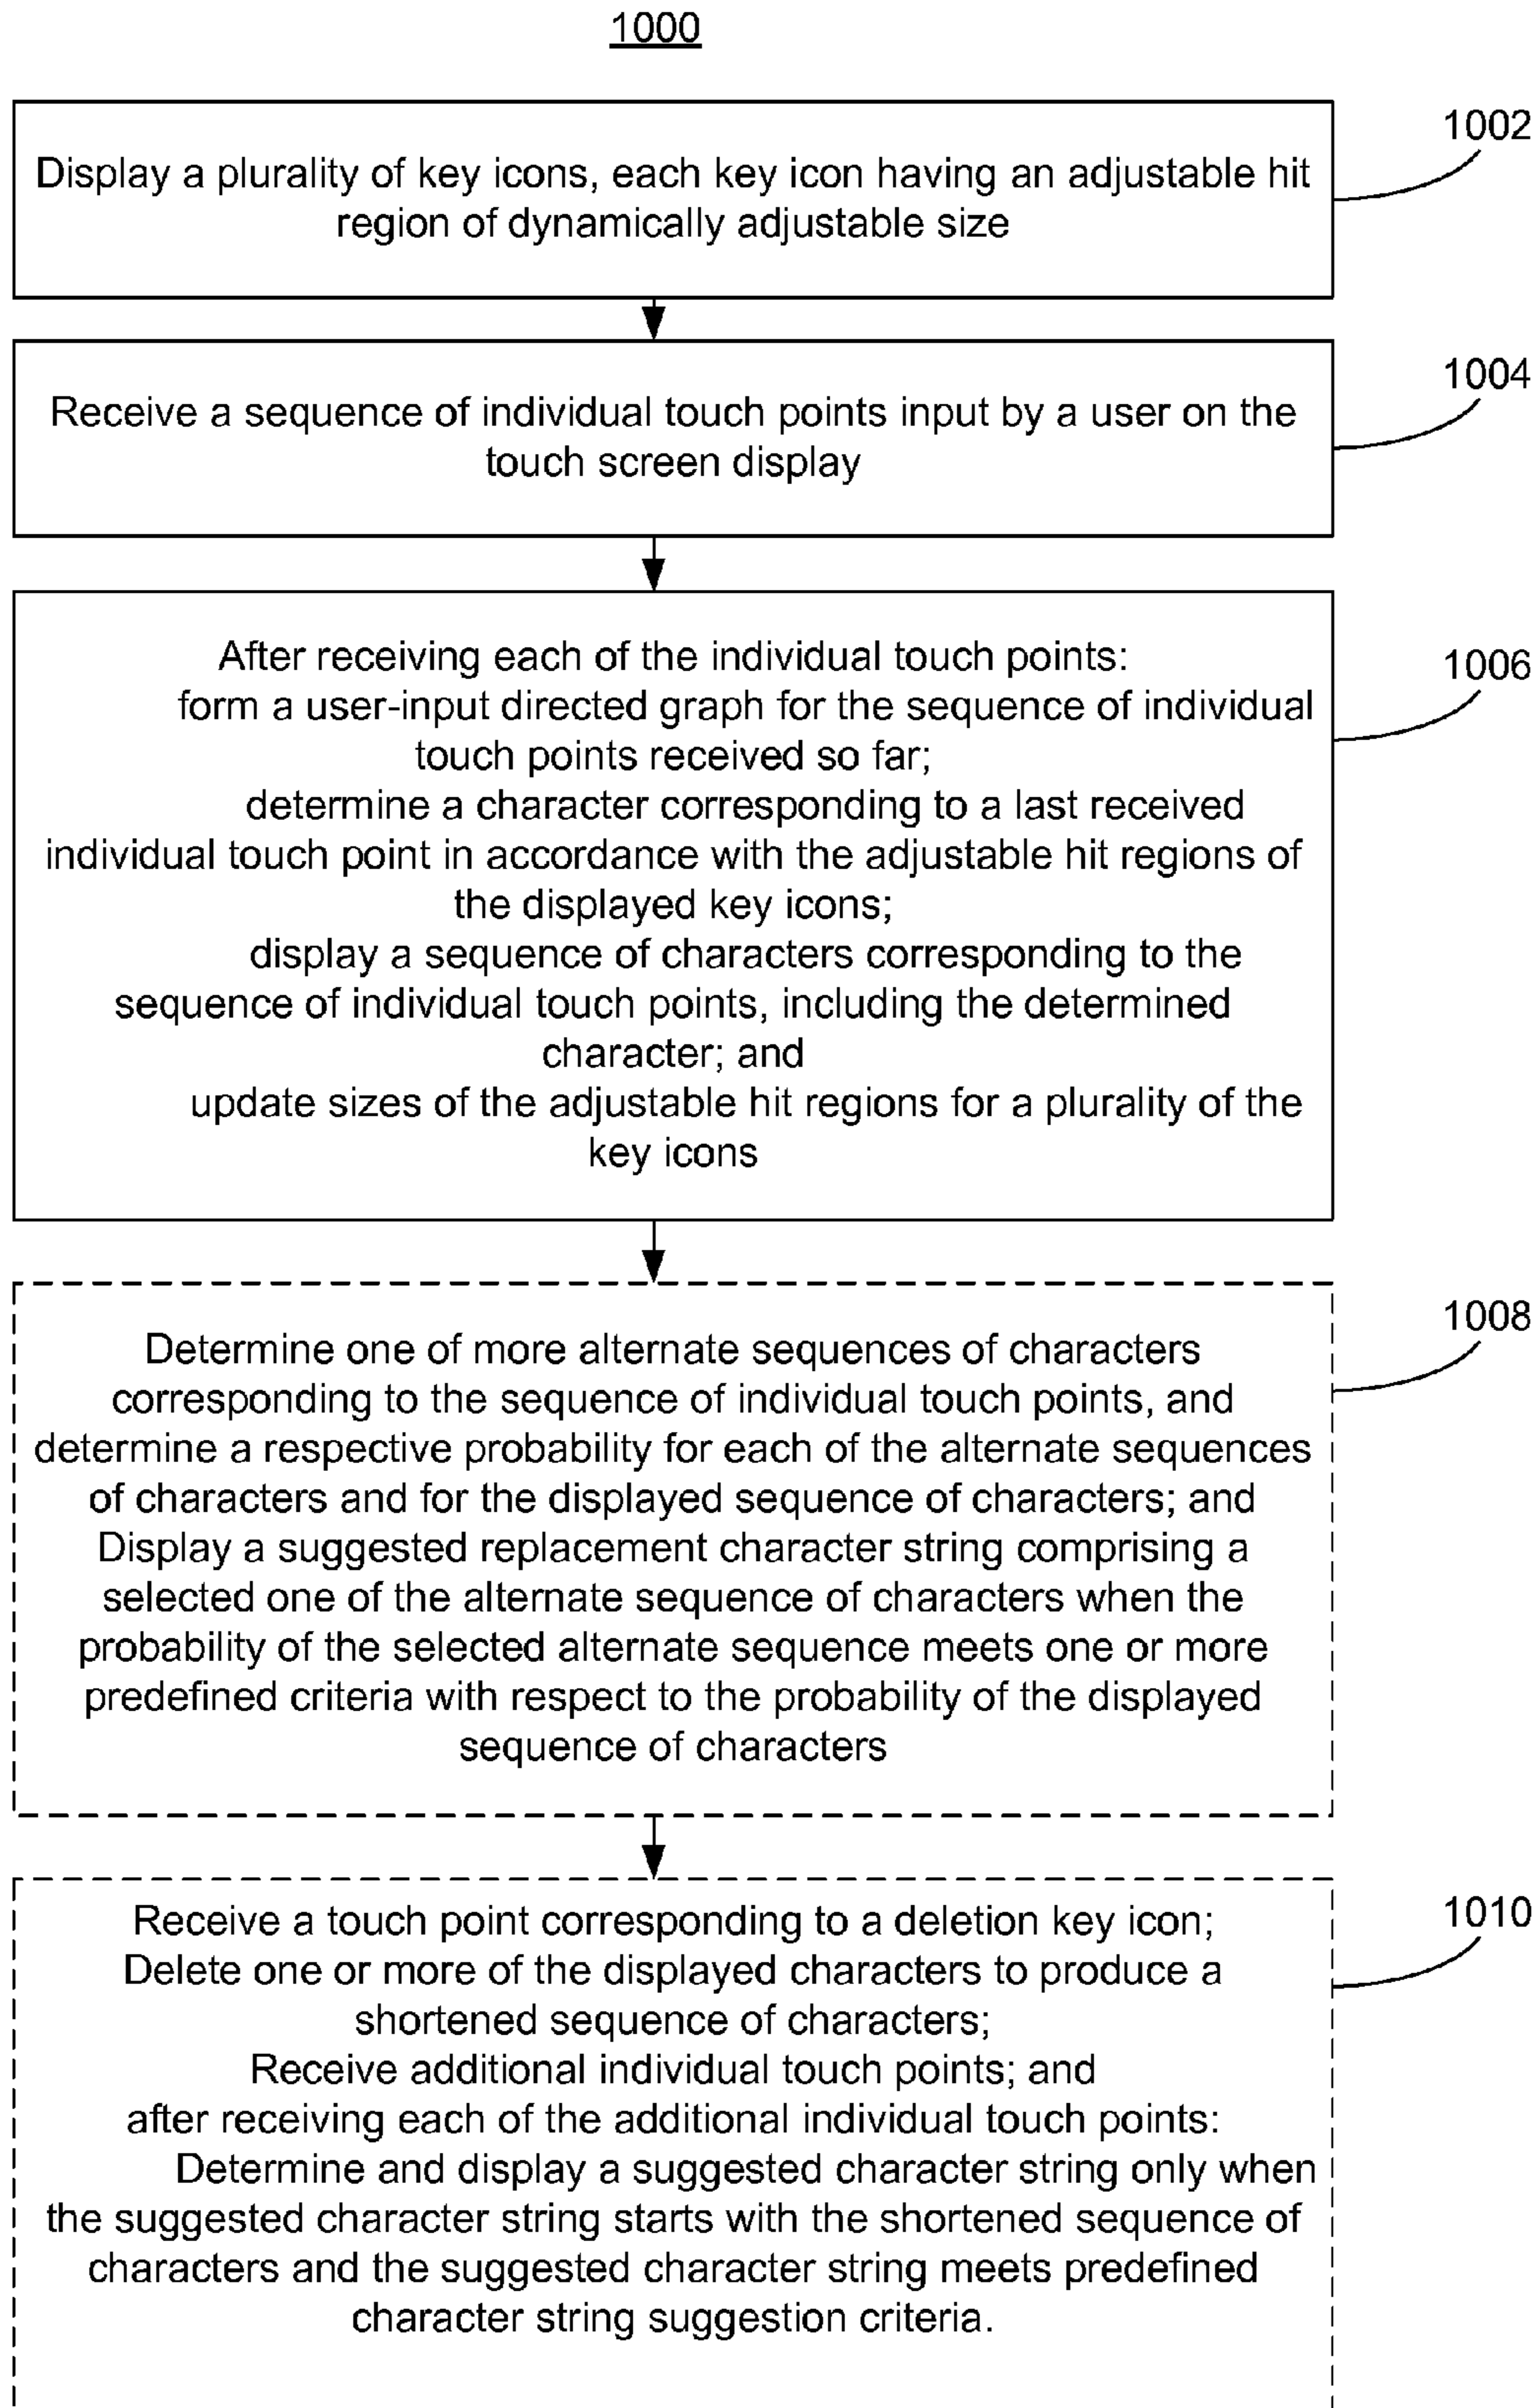 1000
1002
Display a plurality of key icons, each key icon having an adjustable hit
region of dynamically adjustable size
1004
Receive a sequence of individual touch points input by a user on the
touch screen display
1006
After receiving each of the individual touch points:
form a user-input directed graph for the sequence of individual
touch points received so far;
determine a character corresponding to a last received
individual touch point in accordance with the adjustable hit regions of
the displayed key icons;
display a sequence of characters corresponding to the
sequence of individual touch points, including the determined
character; and
update sizes of the adjustable hit regions for a plurality of the
key icons
1008
Determine one of more alternate sequences of characters
corresponding to the sequence of individual touch points, and
determine a respective probability for each of the alternate sequences
of characters and for the displayed sequence of characters; and
Display a suggested replacement character string comprising a
selected one of the alternate sequence of characters when the
probability of the selected alternate sequence meets one or more
predefined criteria with respect to the probability of the displayed
sequence of characters
1010
Receive a touch point corresponding to a deletion key icon;
Delete one or more of the displayed characters to produce a
shortened sequence of characters;
Receive additional individual touch points; and
after receiving each of the additional individual touch points:
Determine and display a suggested character string only when
the suggested character string starts with the shortened sequence of
characters and the suggested character string meets predefined
character string suggestion criteria.